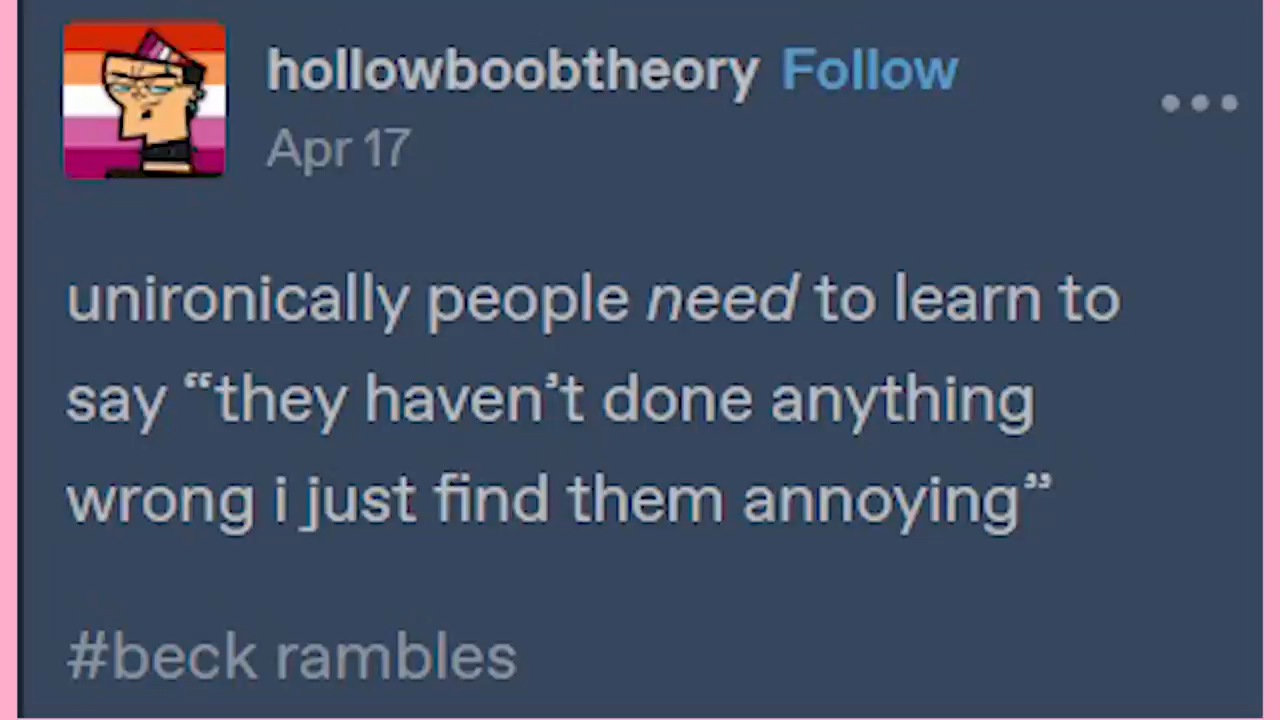 hollowboobtheory Follow
Apr 17
unironically people need to learn to
say “they haven’t done anything
wrong i just find them annoying”
#beck rambles